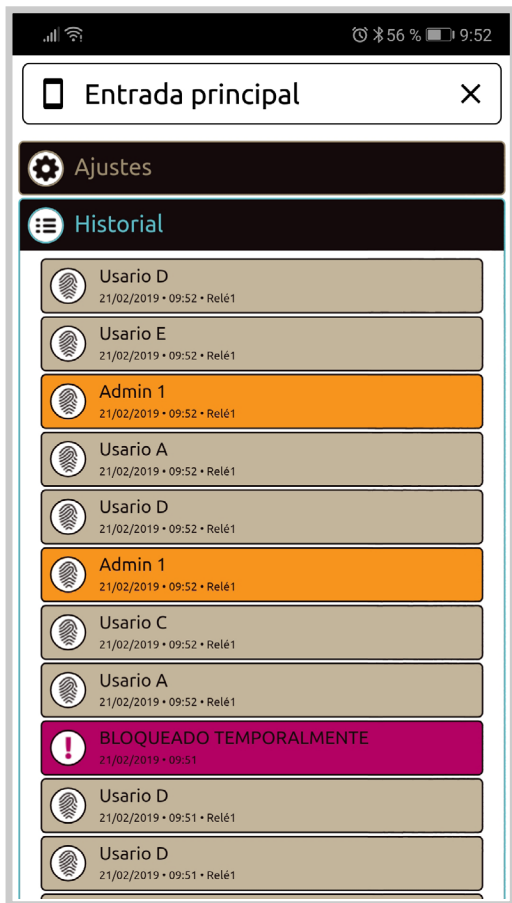 56 % 9:52
Entrada principal
Ajustes
Historial
Usario D
21/02/2019 • 09:52 • Relé1
Usario E
21/02/2019 • 09:52 • Relé1
Admin 1
21/02/2019 • 09:52 • Relé1
Usario A
21/02/2019 • 09:52 • Relé1
Usario D
21/02/2019 • 09:52 • Relé1
Admin 1
21/02/2019 • 09:52 • Relé1
Usario C
21/02/2019 • 09:52 • Relé1
Usario A
21/02/2019 • 09:52 • Relé1
BLOQUEADO TEMPORALMENTE
21/02/2019 • 09:51
Usario D
21/02/2019 • 09:51 • Relé1
Usario D
21/02/2019 • 09:51 • Relé1